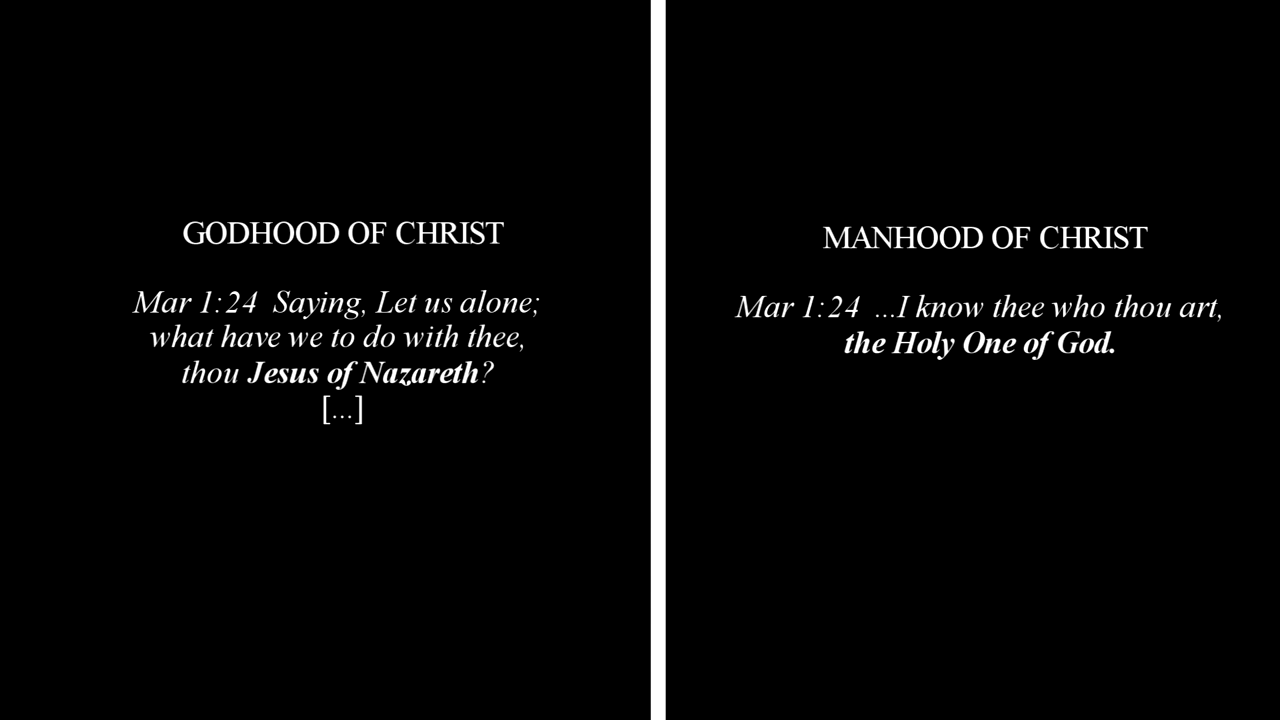 GODHOOD OF CHRIST
Mar 1:24 Saying, Let us alone;
what have we to do with thee,
thou Jesus of Nazareth?
[...]
MANHOOD OF CHRIST
Mar 1:24 ...I know thee who thou art,
the Holy One of God.